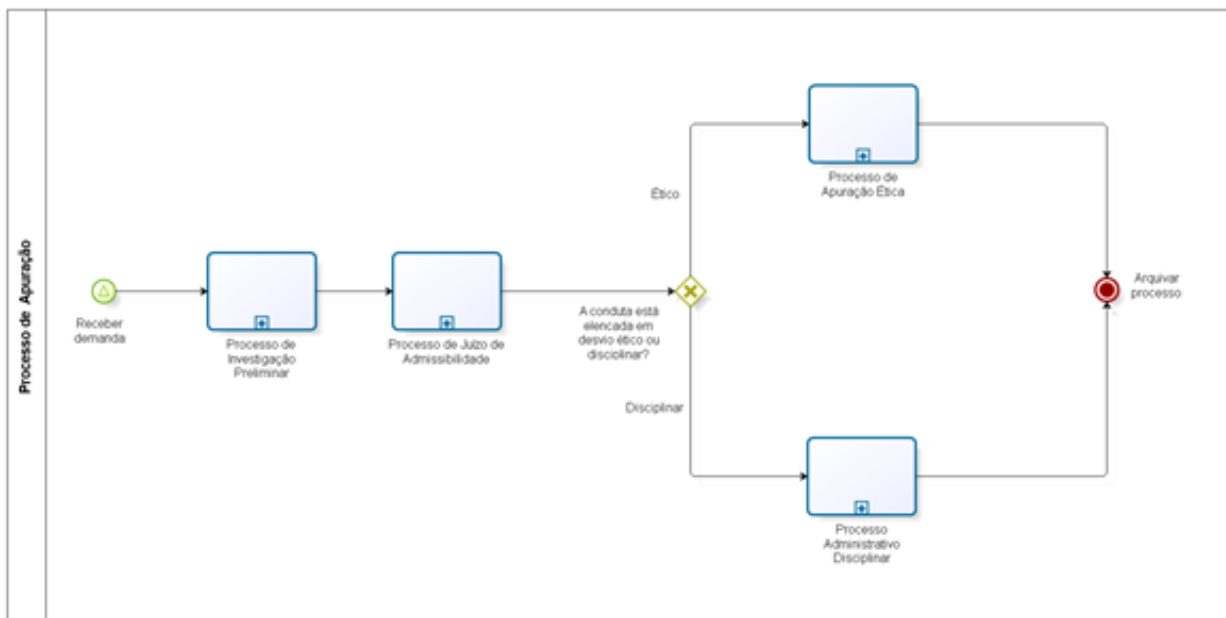 Processo de Apuração
Receber
demanda
Processo de
Investigação
Preliminar
Processo de Juízo de
Admissibilidade
A conduta está
elencada em
desvio ético ou
disciplinar?
Ético
Disciplinar
Processo de
Apuração Ética
Processo
Administrativo
Disciplinar
Arquivar
processo